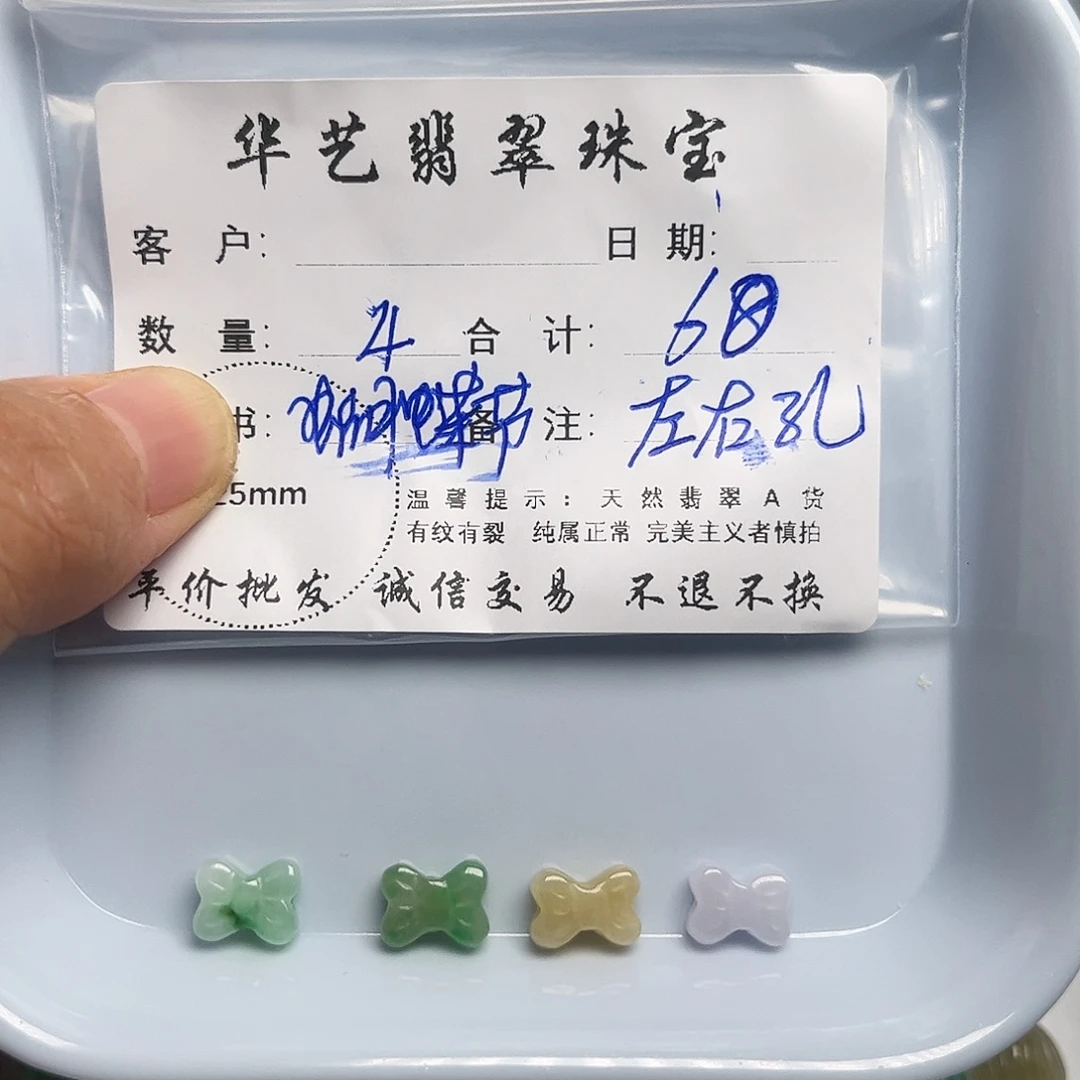 华艺翡翠珠宝
客 户: 日 期:
数 量: 4 合 计: 68
书: 备 注: 左右孔
25mm 温馨提示: 天然翡翠A货
有纹有裂 纯属正常 完美主义者慎拍
平价批发 诚信交易 不退不换